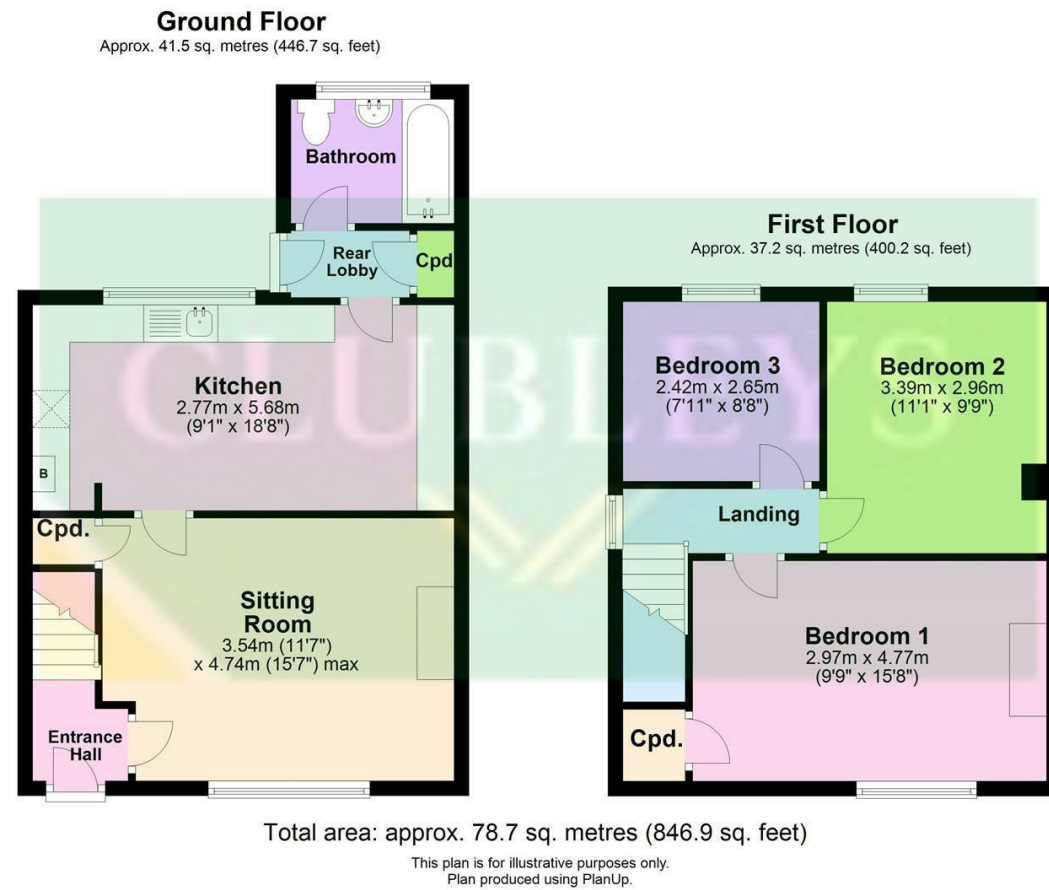 Ground Floor
Approx. 41.5 sq. metres (446.7 sq. feet)
Bathroom
Rear
Lobby
Cpd
Kitchen
2.77m x 5.68m
(9'1" x 18'8")
B
Cpd.
Sitting
Room
3.54m (11'7")
x 4.74m (15'7") max
Entrance
Hall
First Floor
Approx. 37.2 sq. metres (400.2 sq. feet)
Bedroom 3
2.42m x 2.65m
(7'11" x 8'8")
Bedroom 2
3.39m x 2.96m
(11'1" x 9'9")
Landing
Bedroom 1
2.97m x 4.77m
(9'9" x 15'8")
Cpd.
CLUBLEYS
Total area: approx. 78.7 sq. metres (846.9 sq. feet)
This plan is for illustrative purposes only.
Plan produced using PlanUp.